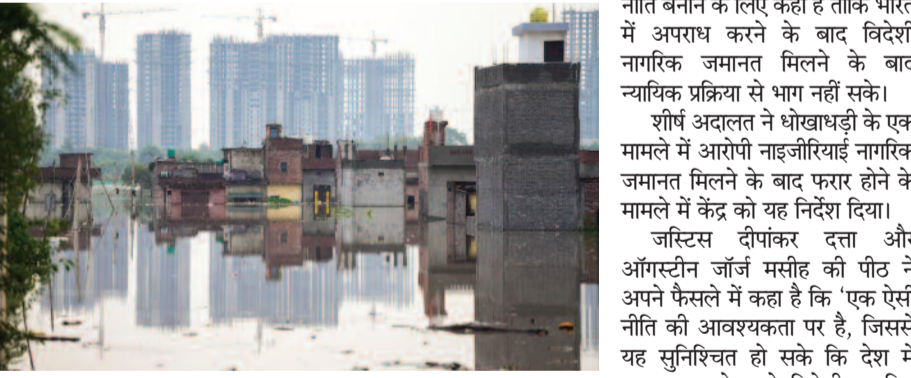 नीति बनाने के लिए कहा है ताकि भारत
में अपराध करने के बाद विदेशी
नागरिक जमानत मिलने के बाद
न्यायिक प्रक्रिया से भाग नहीं सके।
शीर्ष अदालत ने धोखाधड़ी के एक
मामले में आरोपी नाइजीरियाई नागरिक
जमानत मिलने के बाद फरार होने के
मामले में केंद्र को यह निर्देश दिया।
जस्टिस दीपांकर दत्ता और
ऑगस्टीन जॉर्ज मसीह की पीठ ने
अपने फैसले में कहा है कि ‘एक ऐसी
नीति की आवश्यकता पर है, जिससे
यह सुनिश्चित हो सके कि देश में